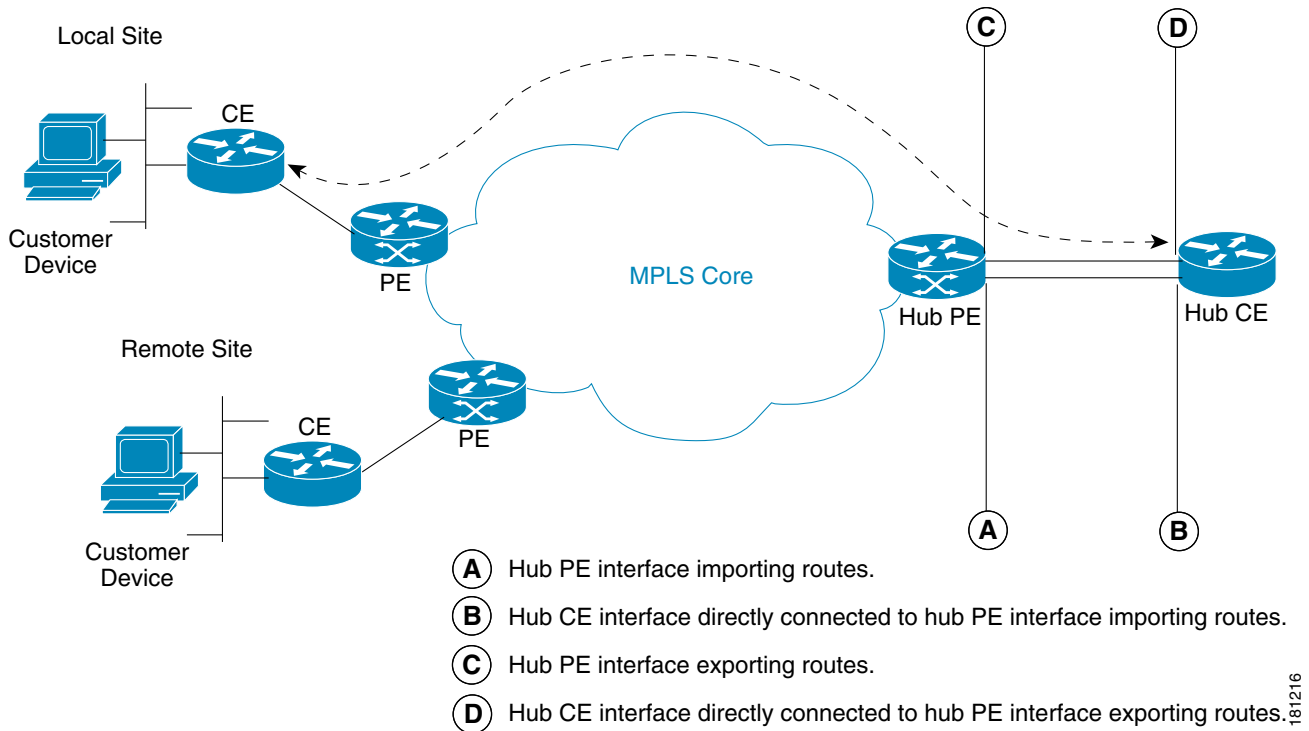 C
D
Local Site
CE
Customer
Device
PE
MPLS Core
Hub PE
Hub CE
Remote Site
CE
PE
Customer
Device
A
B
A Hub PE interface importing routes.
B Hub CE interface directly connected to hub PE interface importing routes.
C Hub PE interface exporting routes.
D Hub CE interface directly connected to hub PE interface exporting routes.
181216